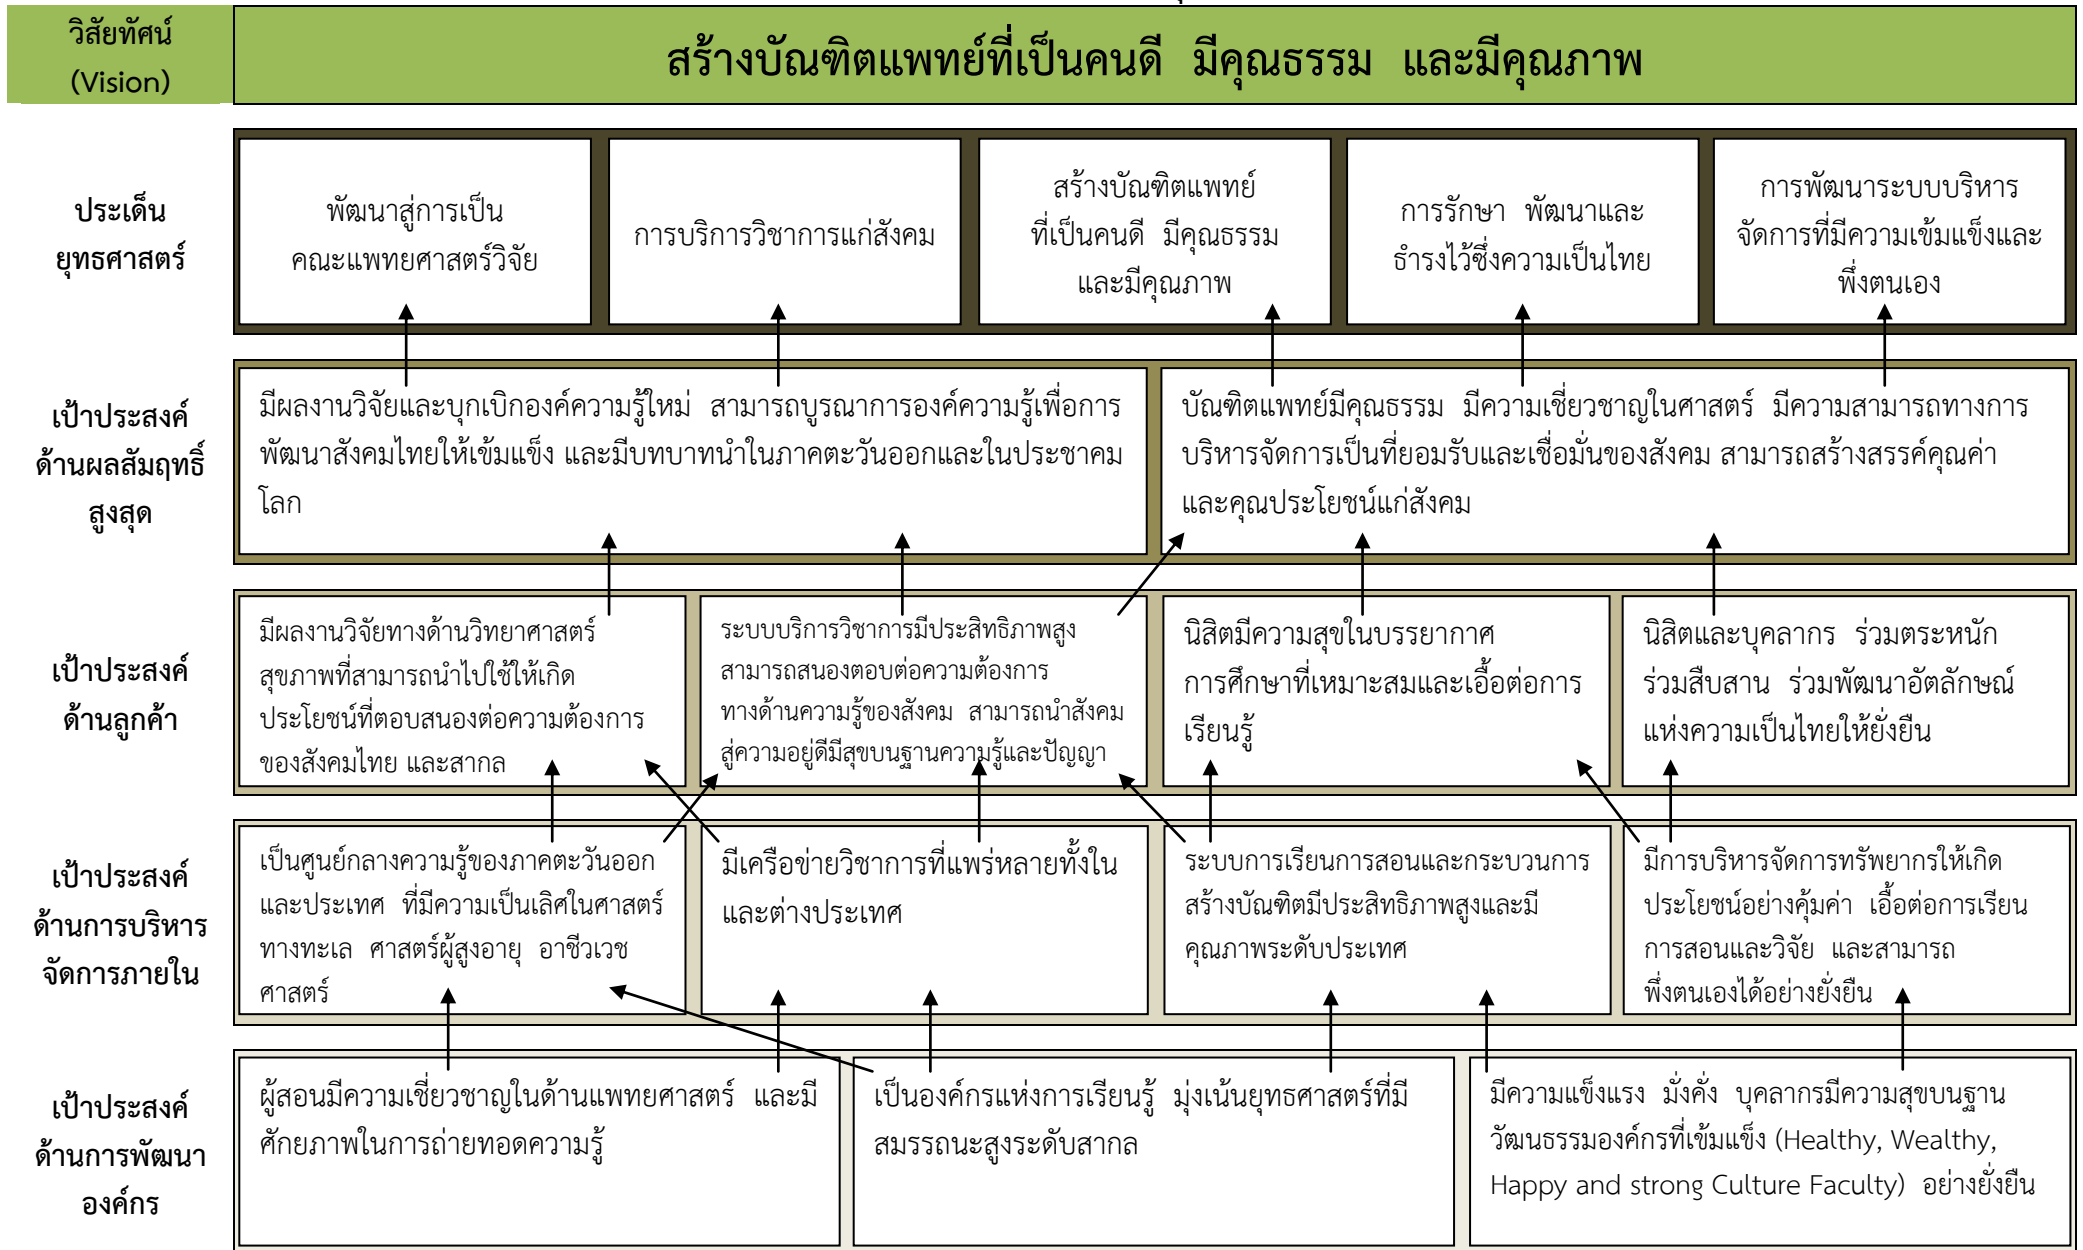 วิสัยทัศน์
(Vision)
สร้างบัณฑิตแพทย์ที่เป็นคนดี มีคุณธรรม และมีคุณภาพ
ประเด็น
ยุทธศาสตร์
พัฒนาสู่การเป็น
คณะแพทยศาสตร์วิจัย
การบริการวิชาการแก่สังคม
สร้างบัณฑิตแพทย์
ที่เป็นคนดี มีคุณธรรม
และมีคุณภาพ
การรักษา พัฒนาและ
ธำรงไว้ซึ่งความเป็นไทย
การพัฒนาระบบบริหาร
จัดการที่มีความเข้มแข็งและ
พึ่งตนเอง
เป้าประสงค์
ด้านผลสัมฤทธิ์
สูงสุด
มีผลงานวิจัยและบุกเบิกองค์ความรู้ใหม่ สามารถบูรณาการองค์ความรู้เพื่อการ
พัฒนาสังคมไทยให้เข้มแข็ง และมีบทบาทนำในภาคตะวันออกและในประชาคม
โลก
บัณฑิตแพทย์มีคุณธรรม มีความเชี่ยวชาญในศาสตร์ มีความสามารถทางการ
บริหารจัดการเป็นที่ยอมรับและเชื่อมั่นของสังคม สามารถสร้างสรรค์คุณค่า
และคุณประโยชน์แก่สังคม
เป้าประสงค์
ด้านลูกค้า
มีผลงานวิจัยทางด้านวิทยาศาสตร์
สุขภาพที่สามารถนำไปใช้ให้เกิด
ประโยชน์ที่ตอบสนองต่อความต้องการ
ของสังคมไทย และสากล
ระบบบริการวิชาการมีประสิทธิภาพสูง
สามารถสนองตอบต่อความต้องการ
ทางด้านความรู้ของสังคม สามารถนำสังคม
สู่ความอยู่ดีมีสุขบนฐานความรู้และปัญญา
นิสิตมีความสุขในบรรยากาศ
การศึกษาที่เหมาะสมและเอื้อต่อการ
เรียนรู้
นิสิตและบุคลากร ร่วมตระหนัก
ร่วมสืบสาน ร่วมพัฒนาอัตลักษณ์
แห่งความเป็นไทยให้ยั่งยืน
เป้าประสงค์
ด้านการบริหาร
จัดการภายใน
เป็นศูนย์กลางความรู้ของภาคตะวันออก
และประเทศ ที่มีความเป็นเลิศในศาสตร์
ทางทะเล ศาสตร์ผู้สูงอายุ อาชีวเวช
ศาสตร์
มีเครือข่ายวิชาการที่แพร่หลายทั้งใน
และต่างประเทศ
ระบบการเรียนการสอนและกระบวนการ
สร้างบัณฑิตมีประสิทธิภาพสูงและมี
คุณภาพระดับประเทศ
มีการบริหารจัดการทรัพยากรให้เกิด
ประโยชน์อย่างคุ้มค่า เอื้อต่อการเรียน
การสอนและวิจัย และสามารถ
พึ่งตนเองได้อย่างยั่งยืน
เป้าประสงค์
ด้านการพัฒนา
องค์กร
ผู้สอนมีความเชี่ยวชาญในด้านแพทยศาสตร์ และมี
ศักยภาพในการถ่ายทอดความรู้
เป็นองค์กรแห่งการเรียนรู้ มุ่งเน้นยุทธศาสตร์ที่มี
สมรรถนะสูงระดับสากล
มีความแข็งแรง มั่งคั่ง บุคลากรมีความสุขบนฐาน
วัฒนธรรมองค์กรที่เข้มแข็ง (Healthy, Wealthy,
Happy and strong Culture Faculty) อย่างยั่งยืน